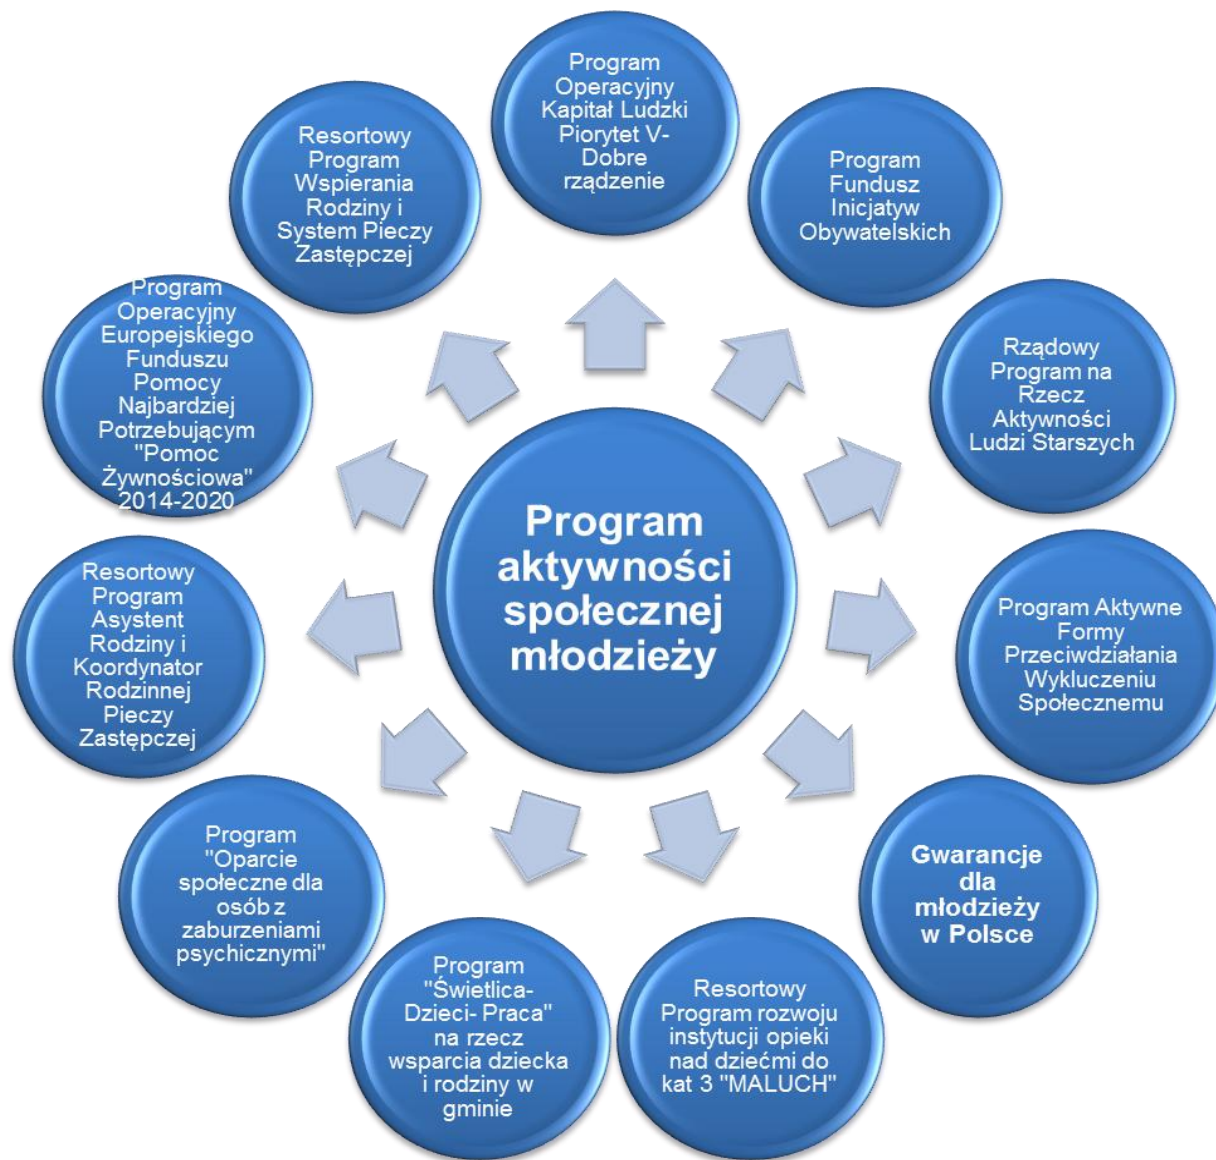 Program
Operacyjny
Kapitał Ludzki
Piorytet V-
Dobre
rządzenie
Program
Fundusz
Inicjatyw
Obywatelskich
Rządowy
Program na
Rzecz
Aktywności
Ludzi Starszych
Program Aktywne
Formy
Przeciwdziałania
Wykluczeniu
Społecznemu
Gwarancje
dla
młodzieży
w Polsce
Resortowy
Program rozwoju
instytucji opieki
nad dziećmi do
kat 3 "MALUCH"
Program
"Świetlica-
Dzieci- Praca"
na rzecz
wsparcia dziecka
i rodziny w
gminie
Program
"Oparcie
społeczne dla
osób z
zaburzeniami
psychicznymi"
Resortowy
Program
Asystent
Rodziny i
Koordynator
Rodzinnej
Pieczy
Zastępczej
Program
Operacyjny
Europejskiego
Funduszu
Pomocy
Najbardziej
Potrzebującym
"Pomoc
Żywnościowa"
2014-2020
Resortowy
Program
Wspierania
Rodziny i
System Pieczy
Zastępczej
Program
aktywności
społecznej
młodzieży